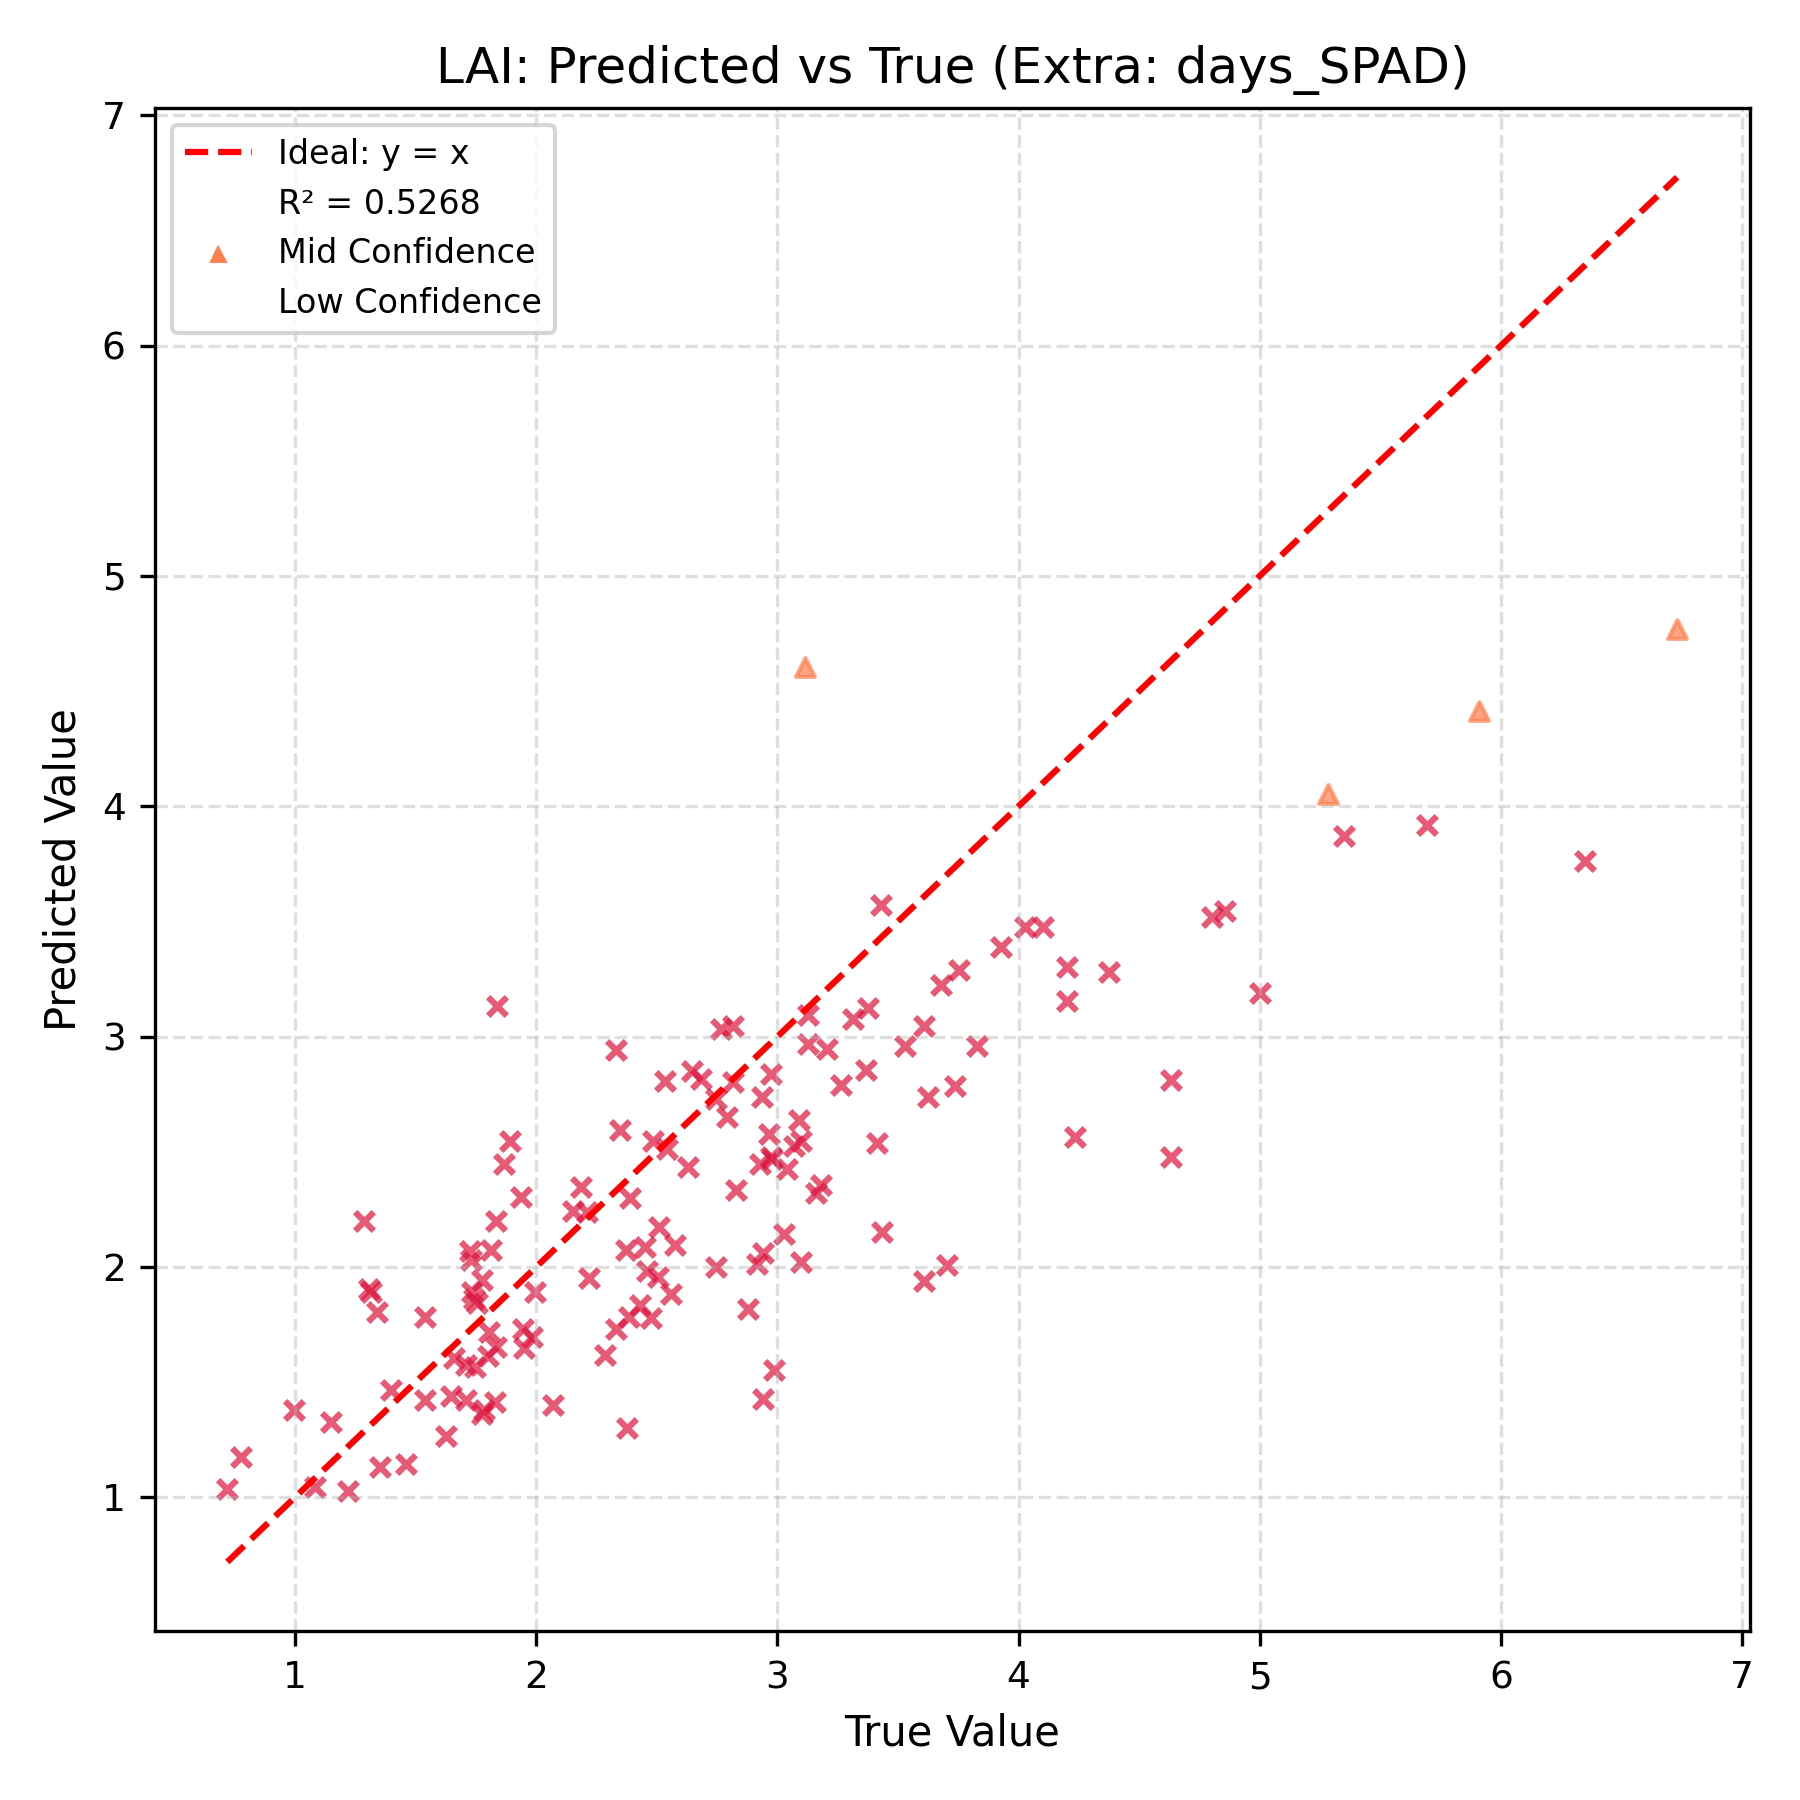 LAI: Predicted vs True (Extra: days_SPAD)
Ideal: y = x
R² = 0.5268
Mid Confidence
Low Confidence
7
6
5
4
3
2
1
Predicted Value
1 2 3 4 5 6 7
True Value